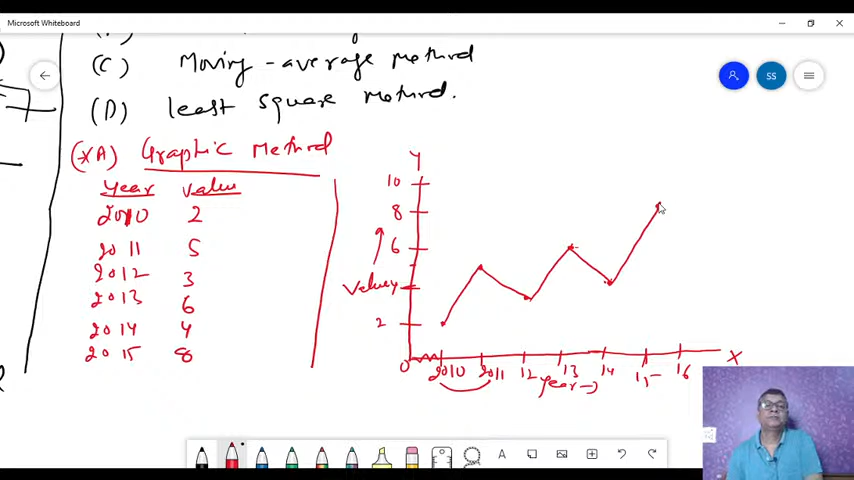 Microsoft Whiteboard
SS
(C) Moving-average method
(D) least square method.
(*A) Graphic Method
Year Value
2010 2
2011 5
2012 3
2013 6
2014 4
2015 8
Y
10
8
6
Value 4
2
0
2010 2011 12 13 14 15 16 X
Year→
A